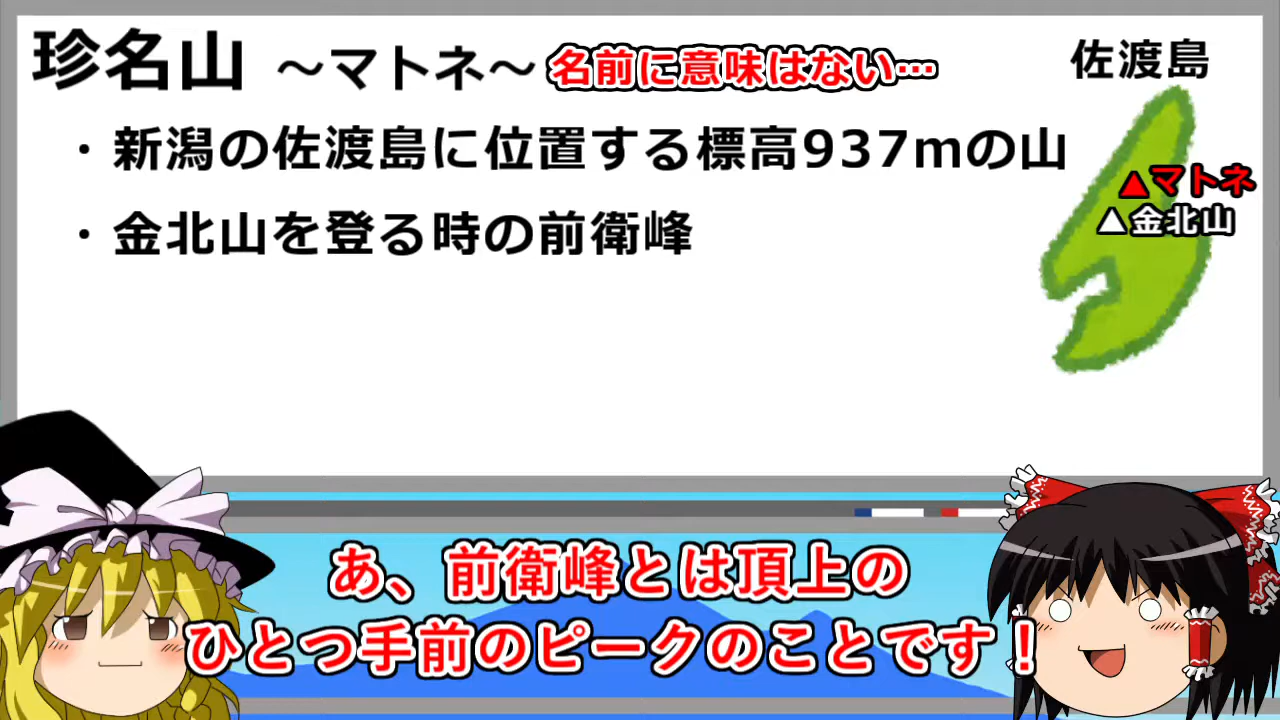 珍名山 ～マトネ～ 名前に意味はない…
佐渡島
・新潟の佐渡島に位置する標高937mの山
▲マトネ
▲金北山
・金北山を登る時の前衛峰
あ、前衛峰とは頂上の
ひとつ手前のピークのことです！